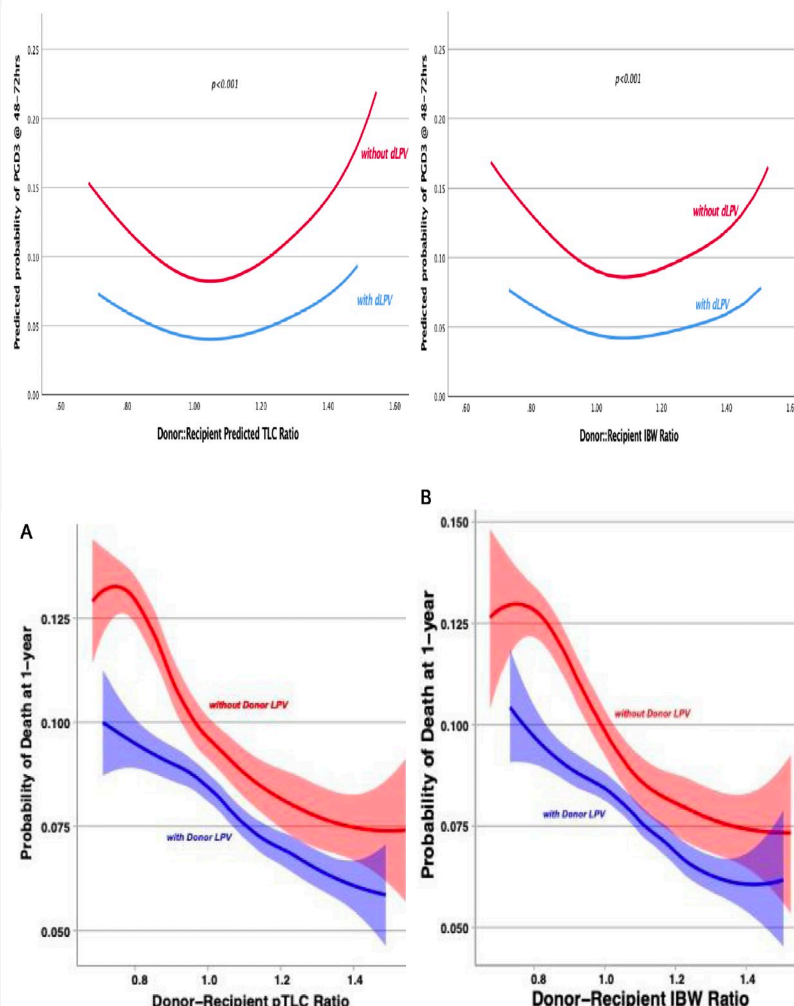 Predicted probability of PGD3 @ 48-72hrs
0.25
0.20
0.15
0.10
0.05
0.00
p<0.001
without dLPV
with dLPV
.60 .80 1.00 1.20 1.40 1.60
Donor::Recipient Predicted TLC Ratio
Predicted probability of PGD3 @ 48-72hrs
0.25
0.20
0.15
0.10
0.05
0.00
p<0.001
without dLPV
with dLPV
.60 .80 1.00 1.20 1.40 1.6
Donor::Recipient IBW Ratio
A
Probability of Death at 1-year
0.125
0.100
0.075
0.050
without Donor LPV
with Donor LPV
0.8 1.0 1.2 1.4
Donor-Recipient pTLC Ratio
B
Probability of Death at 1-year
0.150
0.125
0.100
0.075
0.050
without Donor LPV
with Donor LPV
0.8 1.0 1.2 1.4
Donor-Recipient IBW Ratio